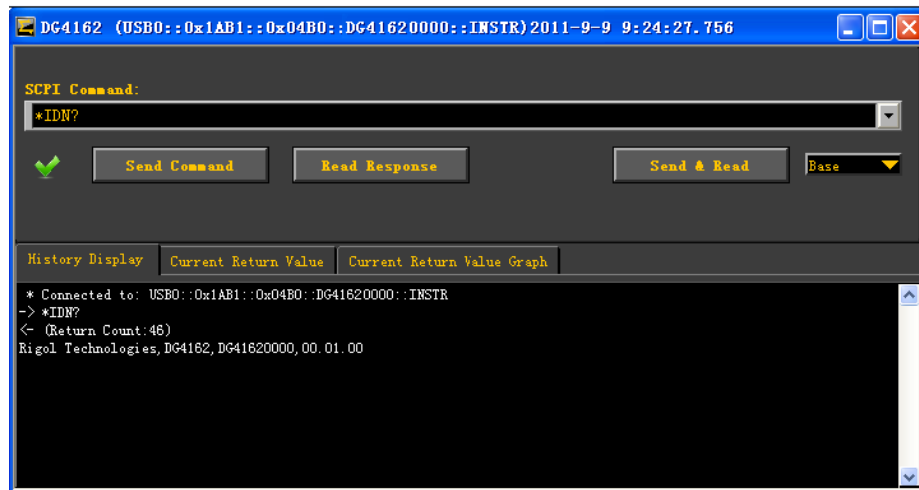 DG4162 (USB0::0x1AB1::0x04B0::DG41620000::INSTR)2011-9-9 9:24:27.756
SCPI Command:
*IDN?
Send Command Read Response Send & Read Base
History Display Current Return Value Current Return Value Graph
* Connected to: USB0::0x1AB1::0x04B0::DG41620000::INSTR
-> *IDN?
<- (Return Count:46)
Rigol Technologies,DG4162,DG41620000,00.01.00